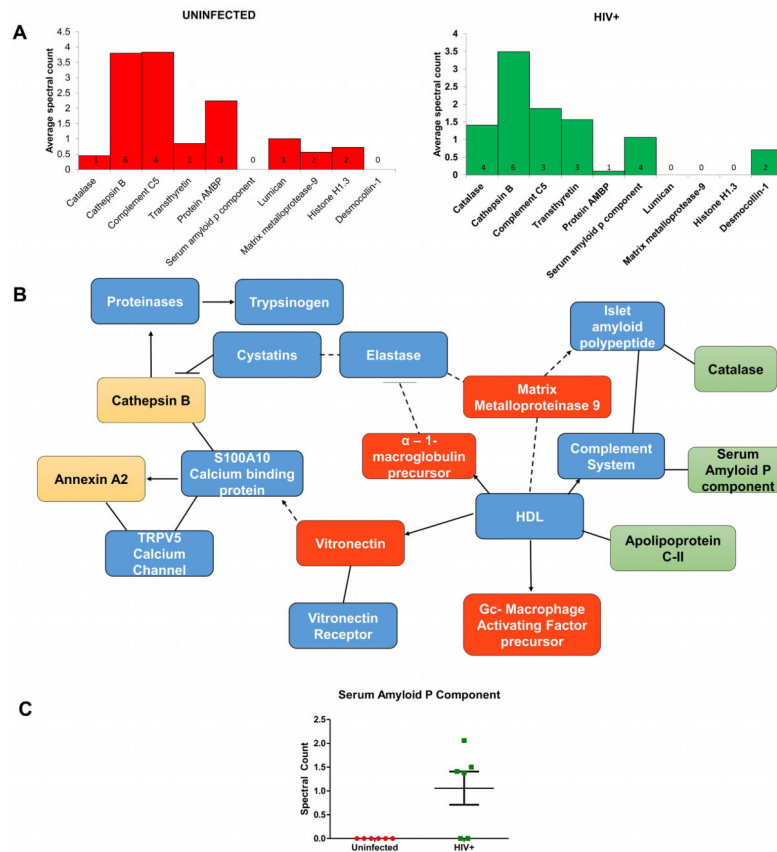 A
UNINFECTED
Average spectral count
4.5
4
3.5
3
2.5
2
1.5
1
0.5
0
1
6
4
1
3
0
3
2
2
0
Catalase
Cathepsin B
Complement C5
Transthyretin
Protein AMBP
Serum amyloid p component
Lumican
Matrix metalloprotease-9
Histone H1.3
Desmocollin-1
HIV+
Average spectral count
4
3.5
3
2.5
2
1.5
1
0.5
0
4
6
3
3
1
4
0
0
0
2
Catalase
Cathepsin B
Complement C5
Transthyretin
Protein AMBP
Serum amyloid p component
Lumican
Matrix metalloprotease-9
Histone H1.3
Desmocollin-1
B
Proteinases
Trypsinogen
Islet
amyloid
polypeptide
Cystatins
Elastase
Catalase
Cathepsin B
Matrix
Metalloproteinase 9
α – 1-
macroglobulin
precursor
Complement
System
Serum
Amyloid P
component
Annexin A2
S100A10
Calcium binding
protein
HDL
TRPV5
Calcium
Channel
Vitronectin
Apolipoprotein
C-II
Vitronectin
Receptor
Gc- Macrophage
Activating Factor
precursor
C
Serum Amyloid P Component
Spectral Count
2.5
2.0
1.5
1.0
0.5
0.0
Uninfected
HIV+